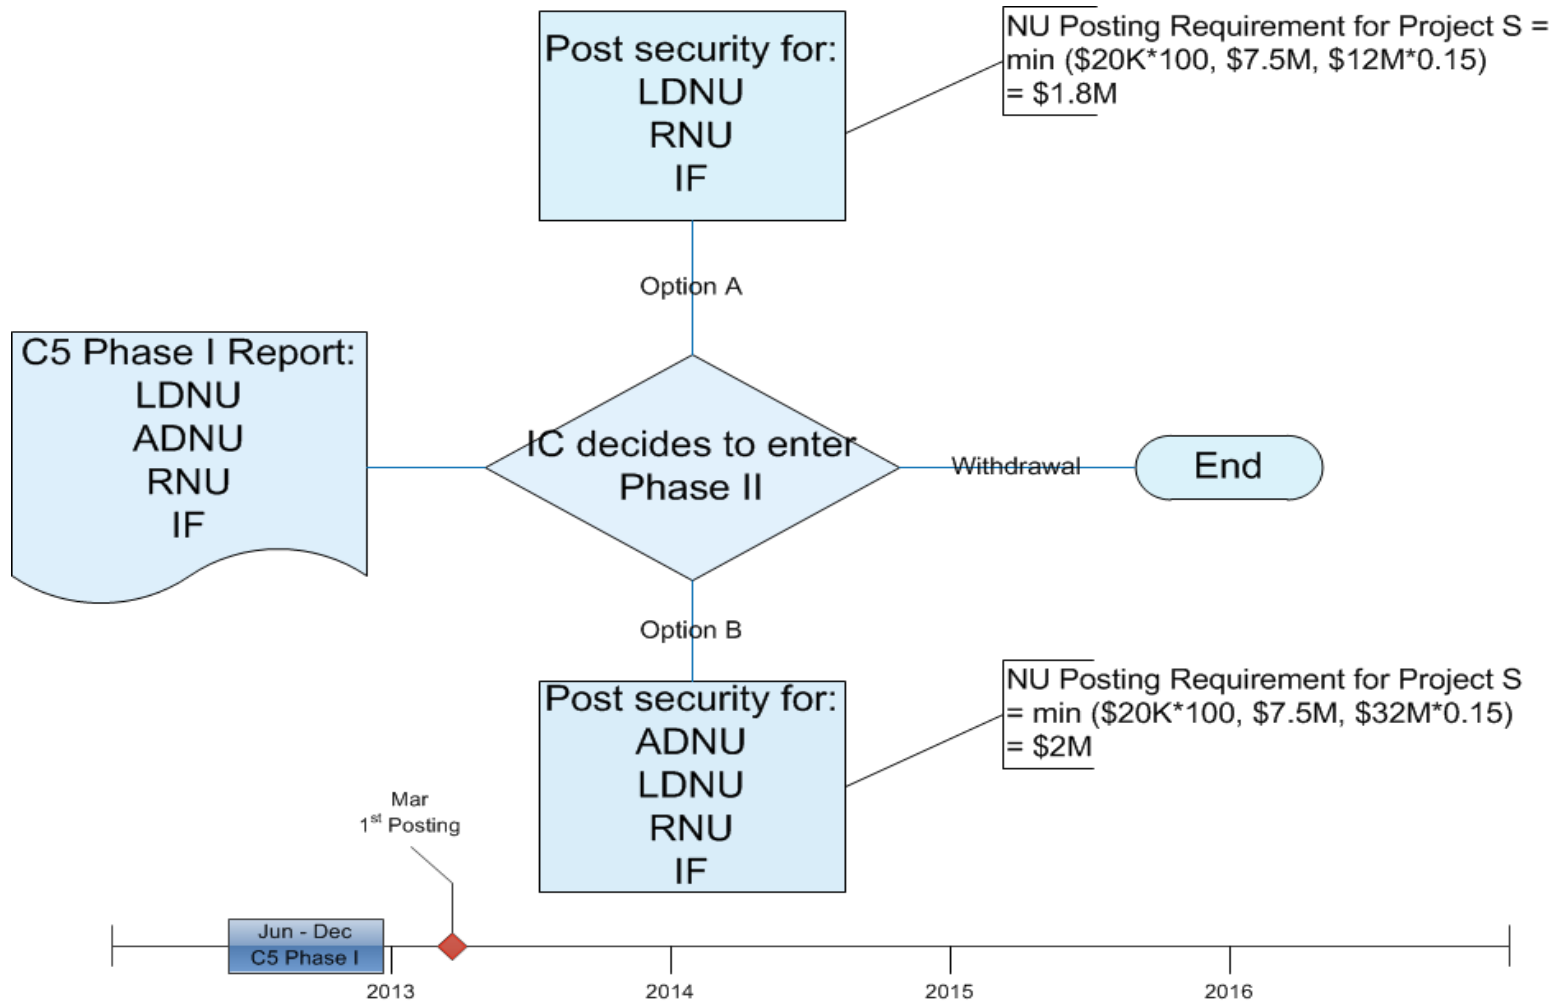 Post security for:
LDNU
RNU
IF
NU Posting Requirement for Project S =
min ($20K*100, $7.5M, $12M*0.15)
= $1.8M
Option A
C5 Phase I Report:
LDNU
ADNU
RNU
IF
IC decides to enter
Phase II
Withdrawal
End
Option B
Post security for:
ADNU
LDNU
RNU
IF
NU Posting Requirement for Project S
= min ($20K*100, $7.5M, $32M*0.15)
= $2M
Mar
1st Posting
Jun - Dec
C5 Phase I
2013
2014
2015
2016